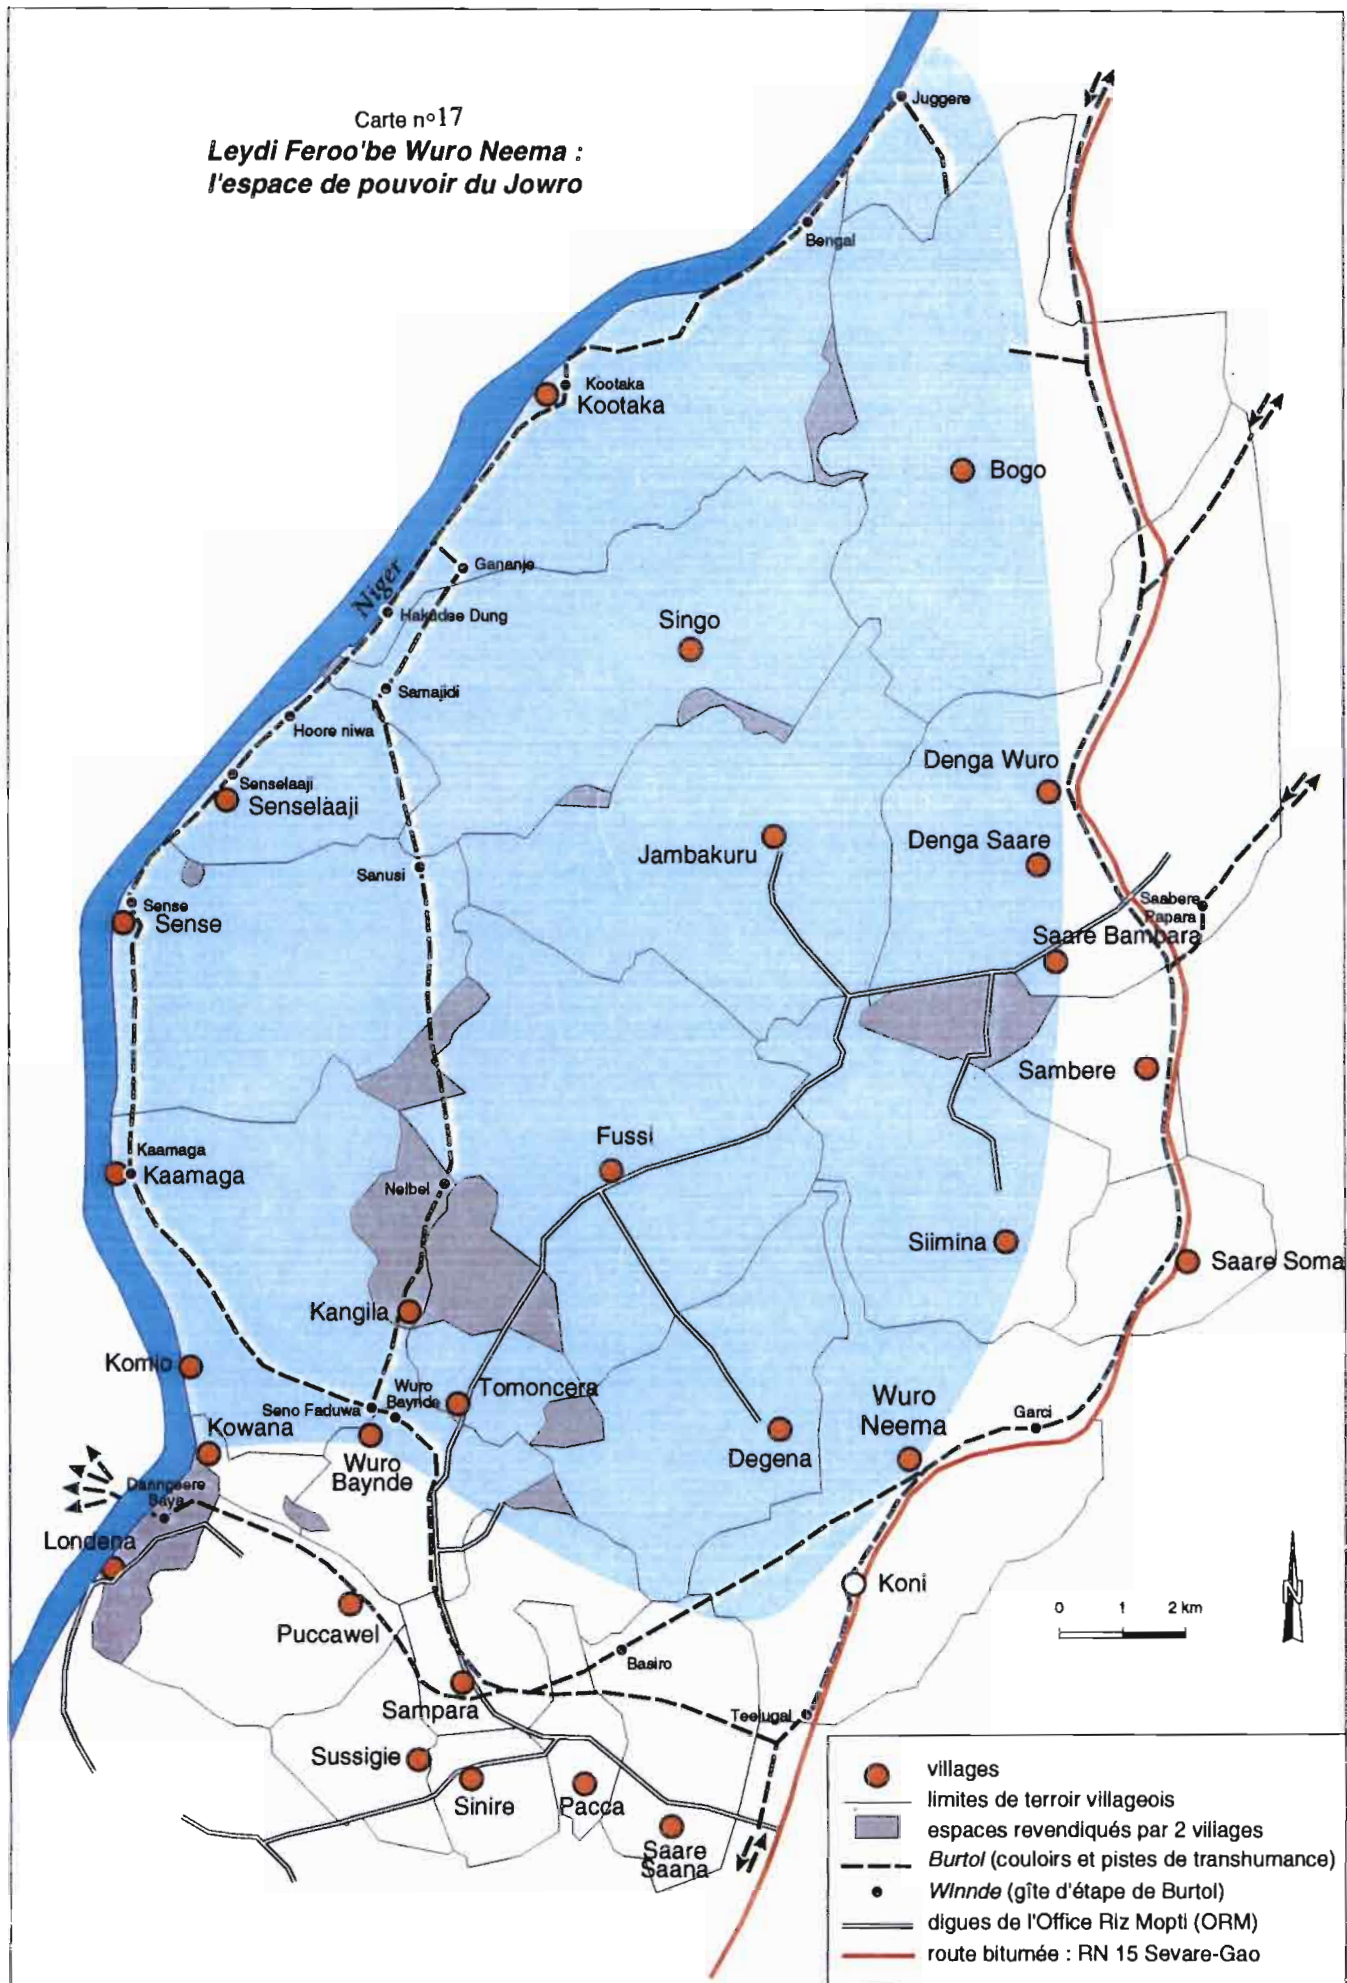 Carte n°17
Leydi Feroo'be Wuro Neema :
l'espace de pouvoir du Jowro
Juggere
Bengal
Kootaka
Kootaka
Bogo
Gananje
Niger
Hakudse Dung
Singo
Samajidi
Hoore niwa
Denga Wuro
Senselaaji
Senselaaji
Jambakuru
Denga Saare
Sanusi
Saabere
Papara
Sense
Sense
Saare Bambara
Sambere
Fussi
Kaamaga
Kaamaga
Nelbel
Siimina
Saare Soma
Kangila
Komio
Wuro
Baynde
Tomoncera
Seno Faduwa
Wuro
Neema
Garci
Kowana
Wuro
Baynde
Degena
Danngeere
Baya
Londena
Koni
0 1 2 km
N
Puccawel
Basiro
Sampara
Teelugal
Sussigie
Sinire
Pacca
Saare
Saana
villages
limites de terroir villageois
espaces revendiqués par 2 villages
Burtol (couloirs et pistes de transhumance)
Winnde (gîte d'étape de Burtol)
digues de l'Office Riz Mopti (ORM)
route bitumée : RN 15 Sevare-Gao